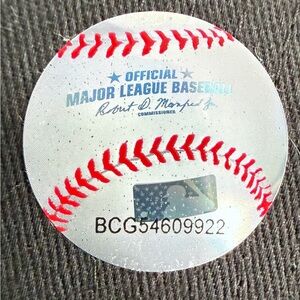 OFFICIAL
MAJOR LEAGUE BASEBALL
Robert D. Manfred Jr.
COMMISSIONER
BCG54609922